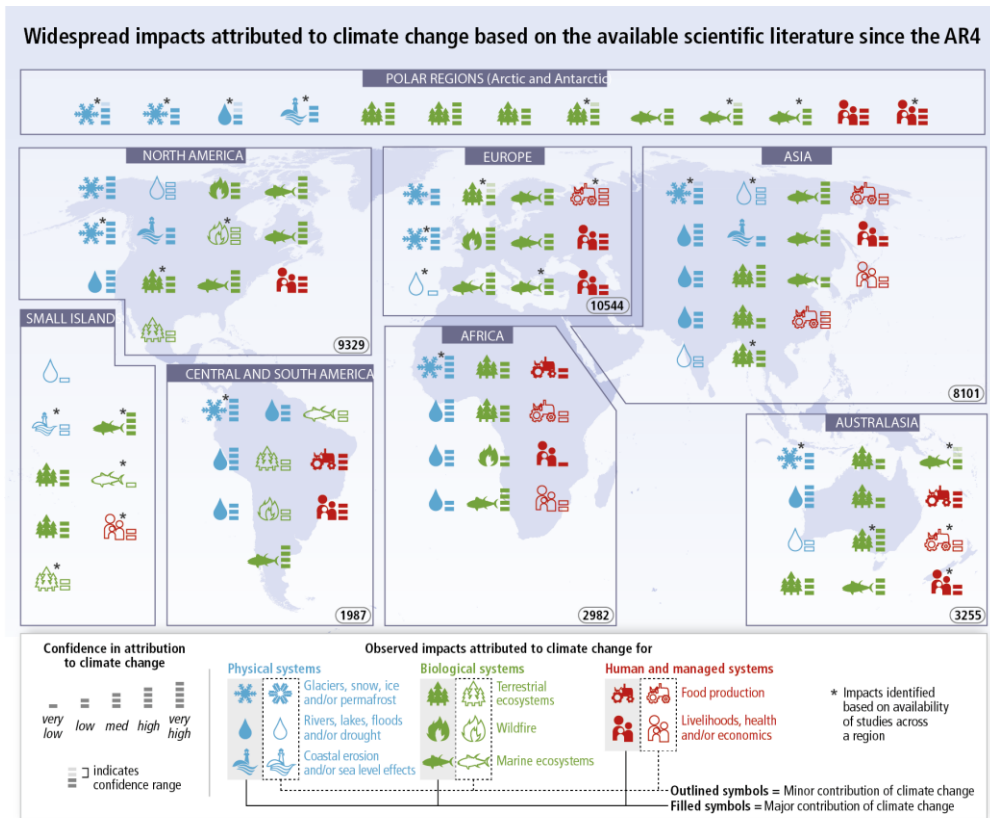 Widespread impacts attributed to climate change based on the available scientific literature since the AR4
POLAR REGIONS (Arctic and Antarctic
NORTH AMERICA
9329
EUROPE
10544
ASIA
8101
SMALL ISLAND
CENTRAL AND SOUTH AMERICA
1987
AFRICA
2982
AUSTRALASIA
3255
Confidence in attribution
to climate change
very
low
low
med
high
very
high
indicates
confidence range
Observed impacts attributed to climate change for
Physical systems
Glaciers, snow, ice
and/or permafrost
Rivers, lakes, floods
and/or drought
Coastal erosion
and/or sea level effects
Biological systems
Terrestrial
ecosystems
Wildfire
Marine ecosystems
Human and managed systems
Food production
Livelihoods, health
and/or economics
* Impacts identified
based on availability
of studies across
a region
Outlined symbols = Minor contribution of climate change
Filled symbols = Major contribution of climate change